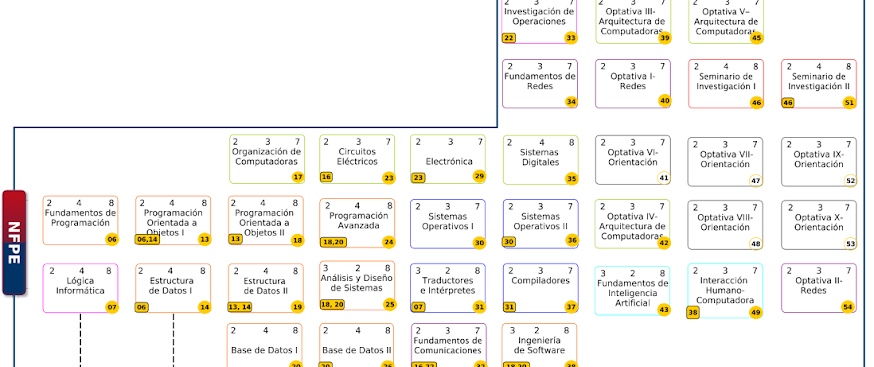 2 3 7
Investigación de
Operaciones
22 33
2 3 7
Optativa III-
Arquitectura de
Computadoras
39
2 3 7
Optativa V-
Arquitectura de
Computadoras
45
2 3 7
Fundamentos de
Redes
34
2 3 7
Optativa I-
Redes
40
2 4 8
Seminario de
Investigación I
46
2 4 8
Seminario de
Investigación II
46 51
2 3 7
Organización de
Computadoras
17
2 3 7
Circuitos
Eléctricos
16 23
2 3 7
Electrónica
23 29
2 4 8
Sistemas
Digitales
35
2 3 7
Optativa VI-
Orientación
41
2 3 7
Optativa VII-
Orientación
47
2 3 7
Optativa IX-
Orientación
52
NFPE
2 4 8
Fundamentos de
Programación
06
2 4 8
Programación
Orientada a
Objetos I
06,14 13
2 4 8
Programación
Orientada a
Objetos II
13 18
2 4 8
Programación
Avanzada
18,20 24
2 3 7
Sistemas
Operativos I
30
2 3 7
Sistemas
Operativos II
30 36
2 3 7
Optativa IV-
Arquitectura de
Computadoras
42
2 3 7
Optativa VIII-
Orientación
48
2 3 7
Optativa X-
Orientación
53
2 4 8
Lógica
Informática
07
2 4 8
Estructura
de Datos I
06 14
2 4 8
Estructura
de Datos II
13, 14 19
3 2 8
Análisis y Diseño
de Sistemas
18, 20 25
2 3 7
Traductores
e Intérpretes
07 31
2 3 7
Compiladores
31 37
3 2 8
Fundamentos de
Inteligencia
Artificial
43
2 3 7
Interacción
Humano-
Computadora
38 49
2 3 7
Optativa II-
Redes
54
2 4 8
Base de Datos I
2 4 8
Base de Datos II
2 3 7
Fundamentos de
Comunicaciones
3 2 8
Ingeniería
de Software